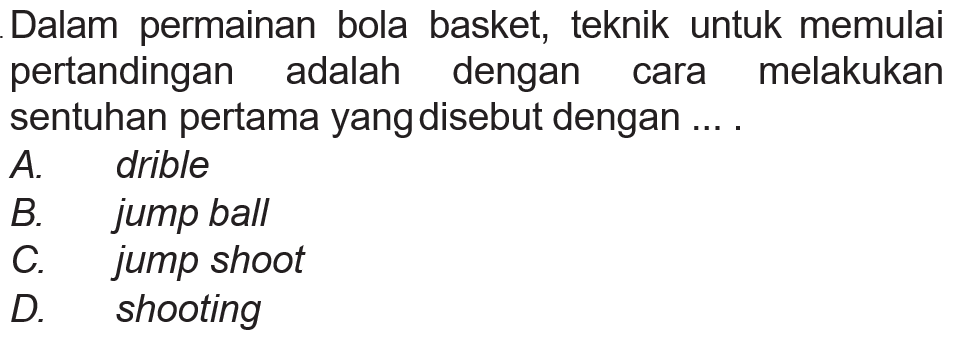 .Dalam permainan bola basket, teknik untuk memulai
pertandingan adalah dengan cara melakukan
sentuhan pertama yang disebut dengan ... .
A. drible
B. jump ball
C. jump shoot
D. shooting